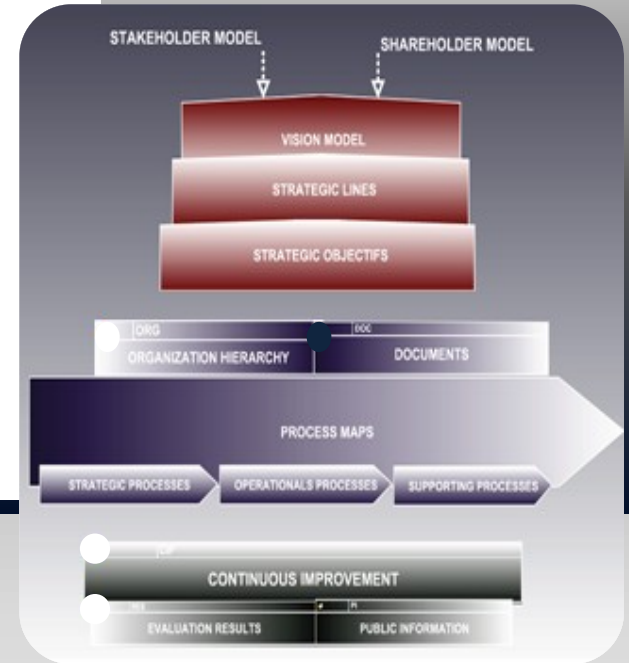 STAKEHOLDER MODEL
SHAREHOLDER MODEL
VISION MODEL
STRATEGIC LINES
STRATEGIC OBJECTIFS
ORG
DOC
ORGANIZATION HIERARCHY
DOCUMENTS
PROCESS MAPS
STRATEGIC PROCESSES
OPERATIONALS PROCESSES
SUPPORTING PROCESSES
CONTINUOUS IMPROVEMENT
PI
EVALUATION RESULTS
PUBLIC INFORMATION